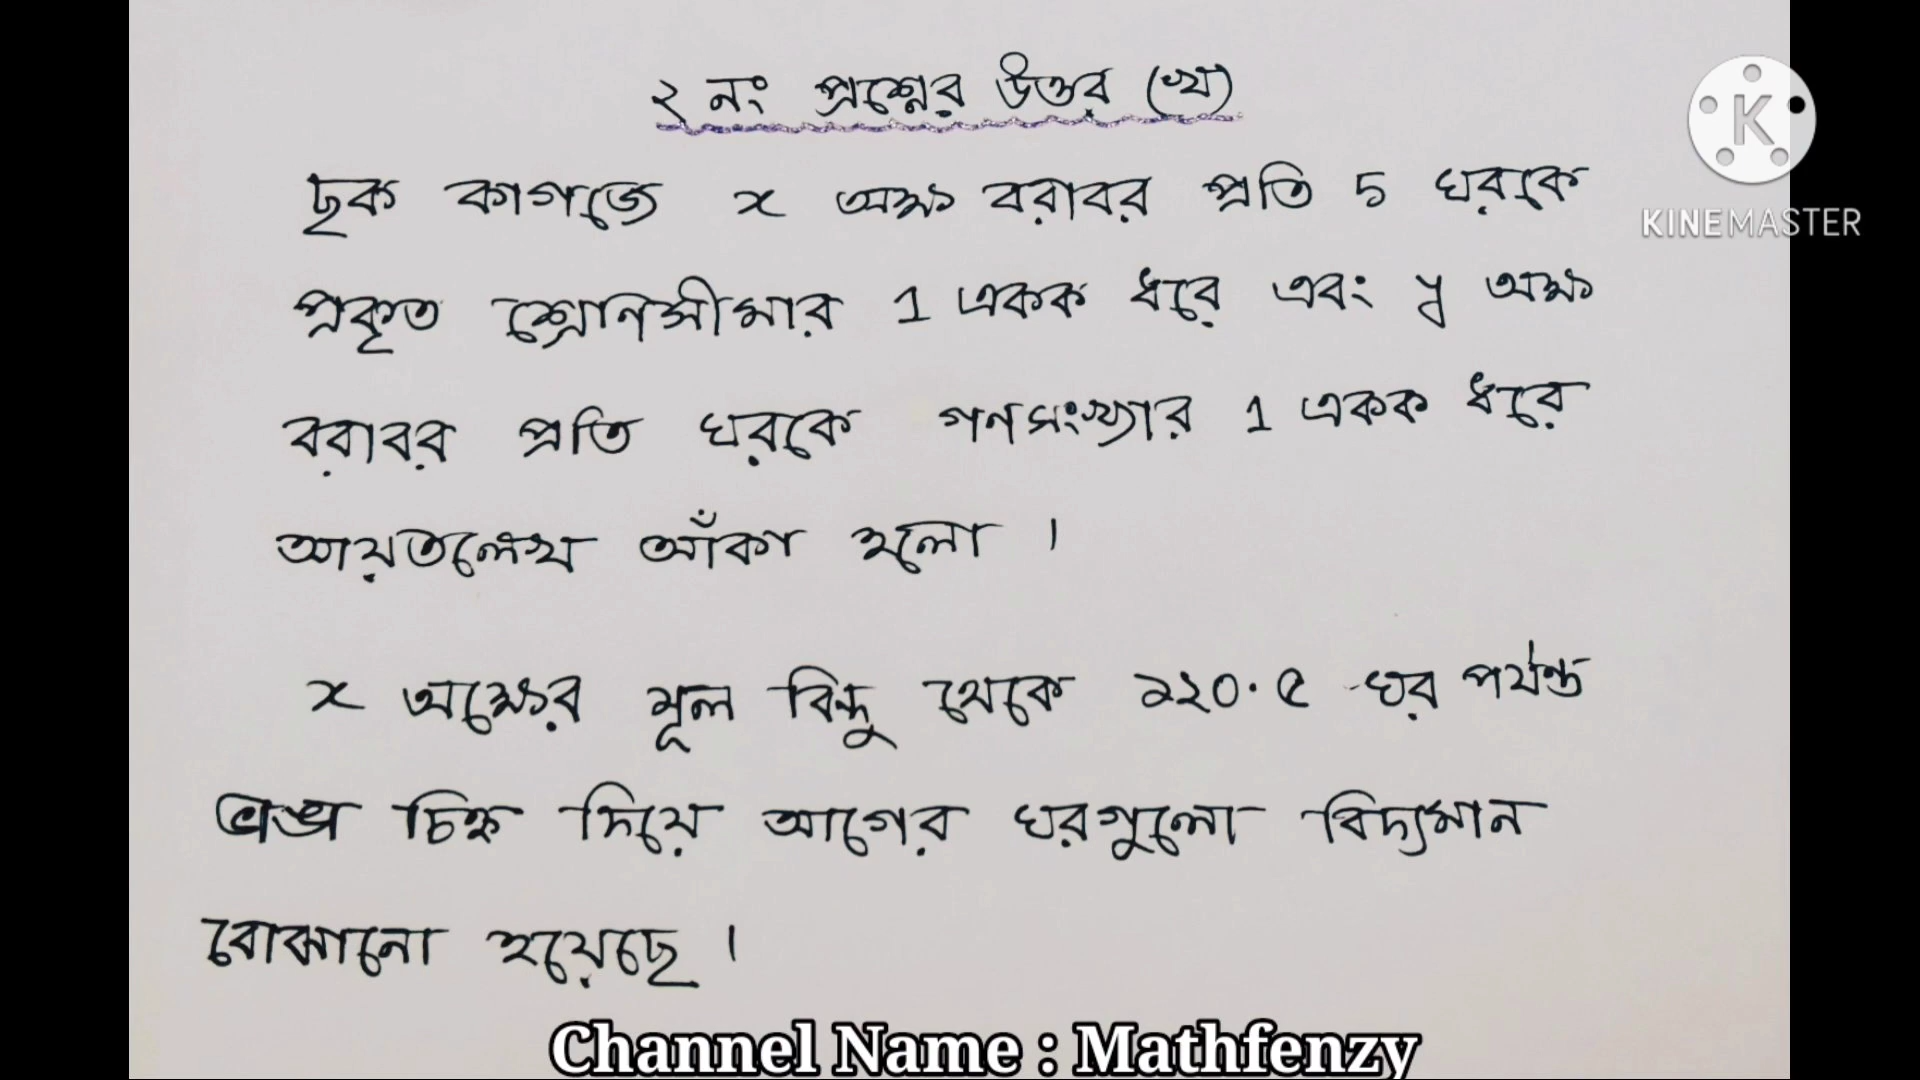 ২ নং প্রশ্নের উত্তর (খ)
ছক কাগজে x অক্ষ বরাবর প্রতি 5 ঘরকে
প্রকৃত শ্রেণিসীমার 1 একক ধরে এবং y অক্ষ
বরাবর প্রতি ঘরকে গণসংখ্যার 1 একক ধরে
আয়তলেখ আঁকা হলো ।
x অক্ষের মূল বিন্দু থেকে ১২০.৫ ঘর পর্যন্ত
ভাঙা চিহ্ন দিয়ে আগের ঘরগুলো বিদ্যমান
বোঝানো হয়েছে ।
K
KINEMASTER
Channel Name : Mathfenzy